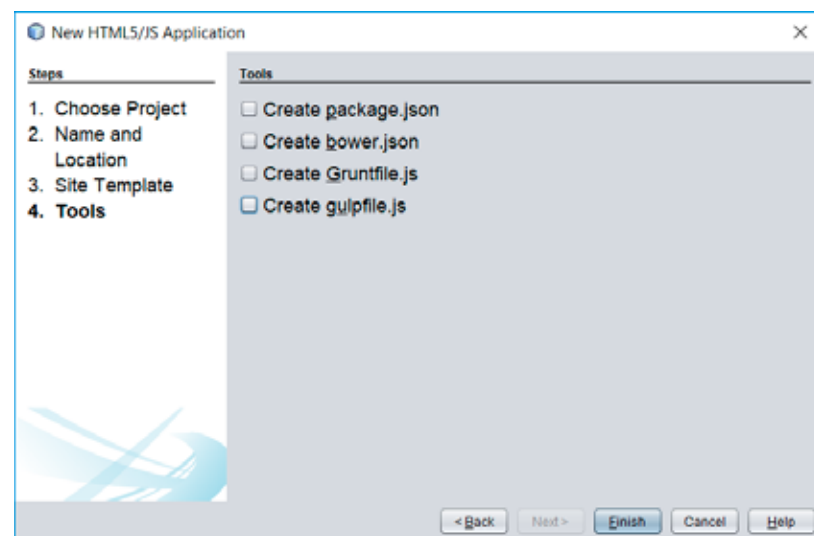 New HTML5/JS Application
Steps
1. Choose Project
2. Name and
Location
3. Site Template
4. Tools
Tools
Create package.json
Create bower.json
Create Gruntfile.js
Create gulpfile.js
< Back
Next >
Finish
Cancel
Help